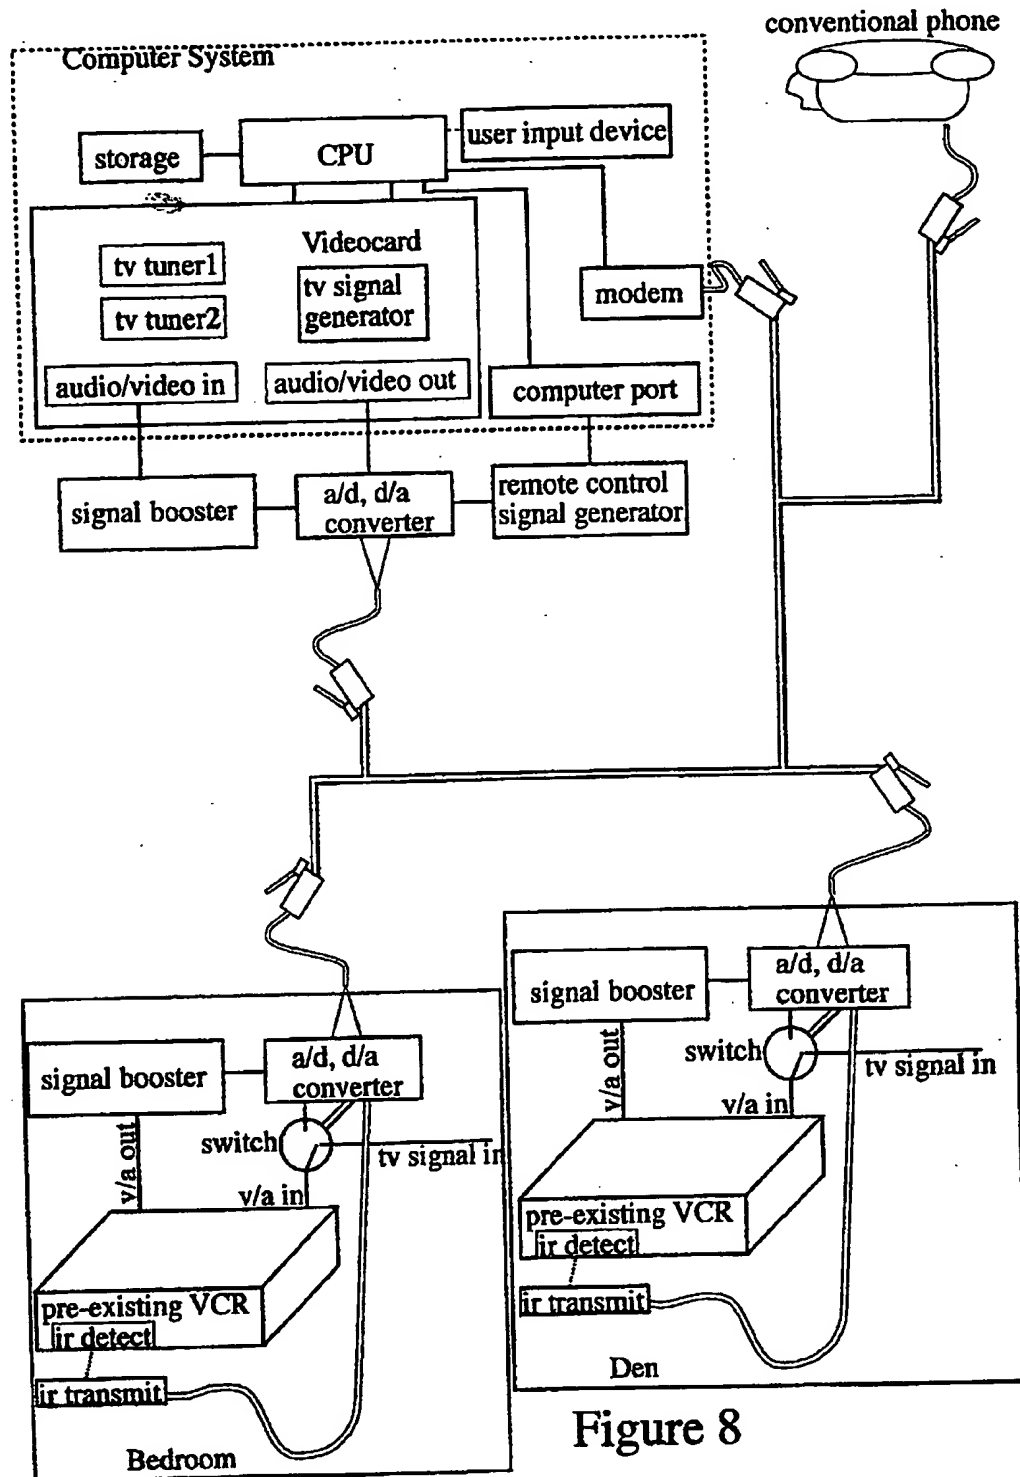 conventional phone
Computer System
user input device
CPU
storage
Videocard
tv tuner1
tv signal
generator
tv tuner2
modem
audio/video in
audio/video out
computer port
signal booster
a/d, d/a
converter
remote control
signal generator
signal booster
a/d, d/a
converter
switch
tv signal in
v/a out
v/a in
pre-existing VCR
ir detect
ir transmit
Den
signal booster
a/d, d/a
converter
switch
tv signal in
v/a out
v/a in
pre-existing VCR
ir detect
ir transmit
Bedroom
Figure 8